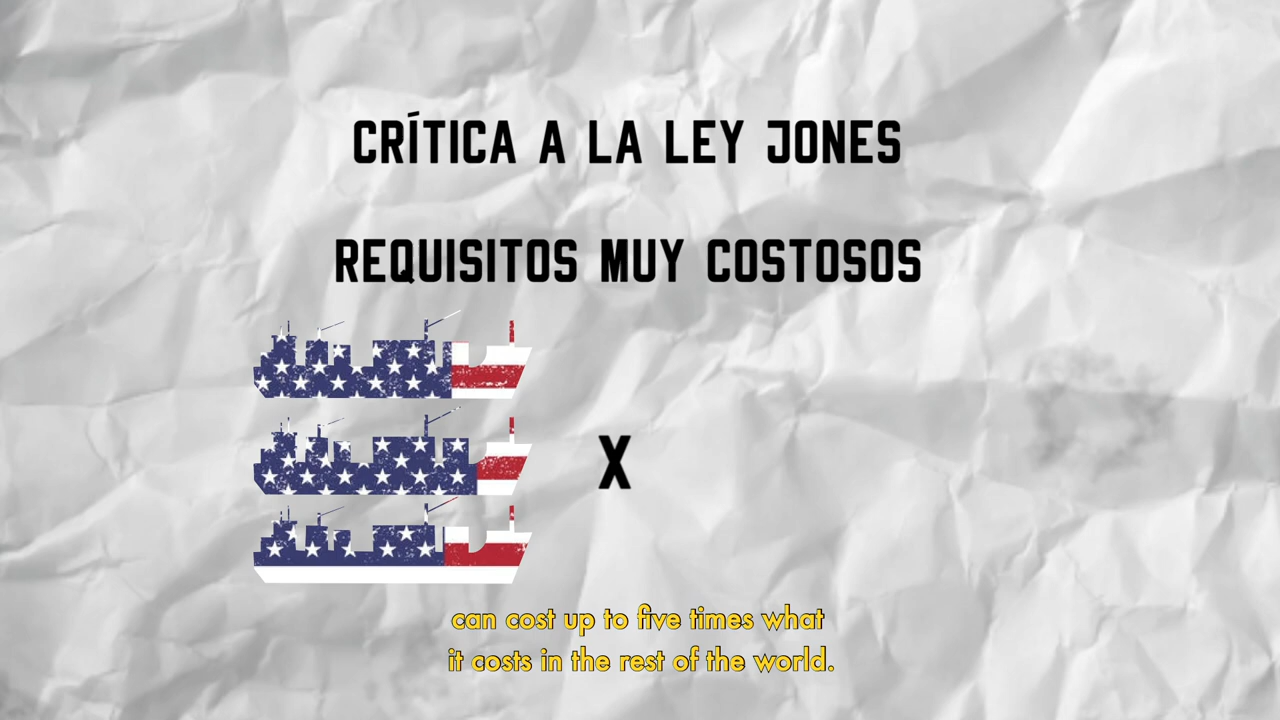 CRÍTICA A LA LEY JONES
REQUISITOS MUY COSTOSOS
X
can cost up to five times what
it costs in the rest of the world.